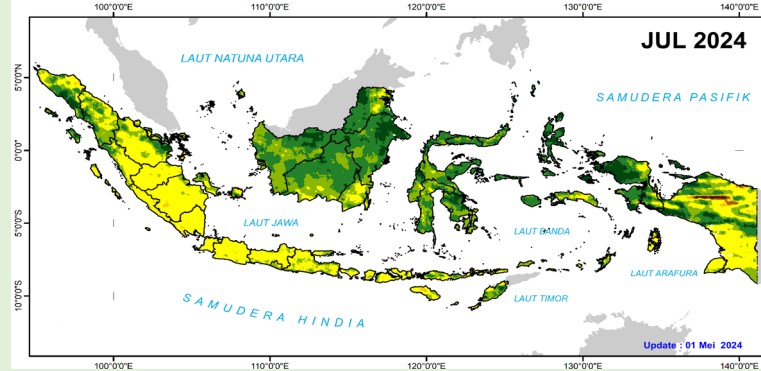 100°0'0"E 110°0'0"E 120°0'0"E 130°0'0"E 140°0'0"E
JUL 2024
LAUT NATUNA UTARA
SAMUDERA PASIFIK
5°0'0"N
0°0'0"
5°0'0"S
10°0'0"S
LAUT JAWA
LAUT BANDA
LAUT ARAFURA
LAUT TIMOR
SAMUDERA HINDIA
Update : 01 Mei 2024
100°0'0"E 110°0'0"E 120°0'0"E 130°0'0"E 140°0'0"E